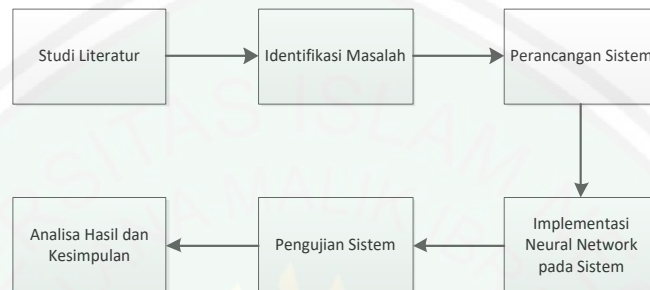 Studi Literatur
Identifikasi Masalah
Perancangan Sistem
Implementasi
Neural Network
pada Sistem
Pengujian Sistem
Analisa Hasil dan
Kesimpulan